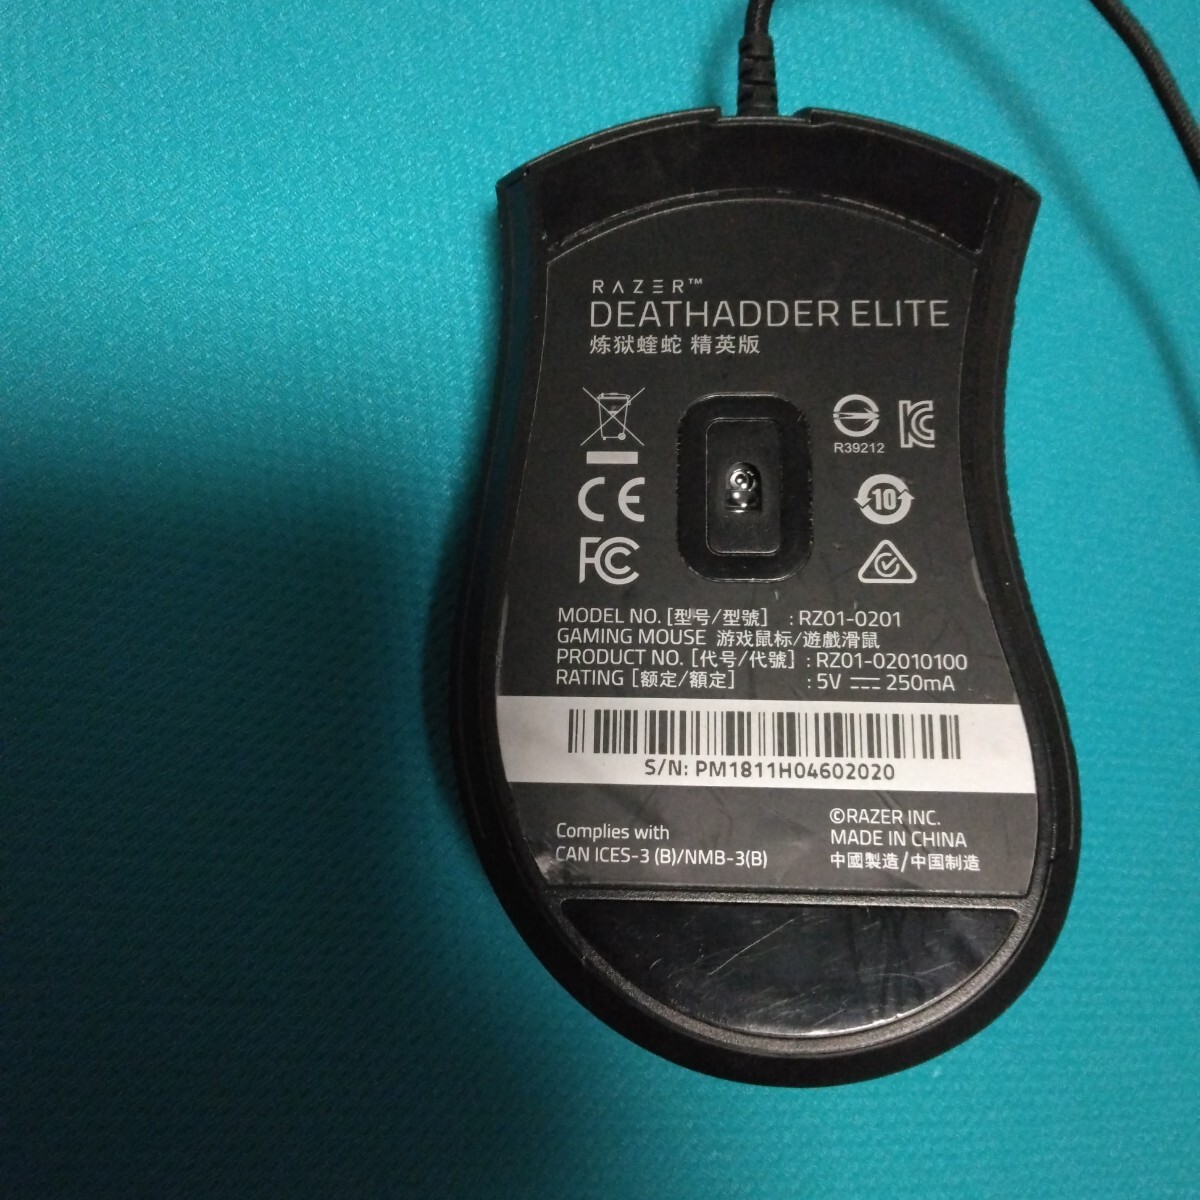 RAZER™
DEATHADDER ELITE
炼狱蝰蛇 精英版
R39212
10
MODEL NO. [型号/型號] : RZ01-0201
GAMING MOUSE 游戏鼠标/遊戲滑鼠
PRODUCT NO. [代号/代號] : RZ01-02010100
RATING [额定/額定] : 5V ⎓ 250mA
S/N: PM1811H04602020
Complies with
CAN ICES-3 (B)/NMB-3(B)
©RAZER INC.
MADE IN CHINA
中國製造/中国制造
CE
FC